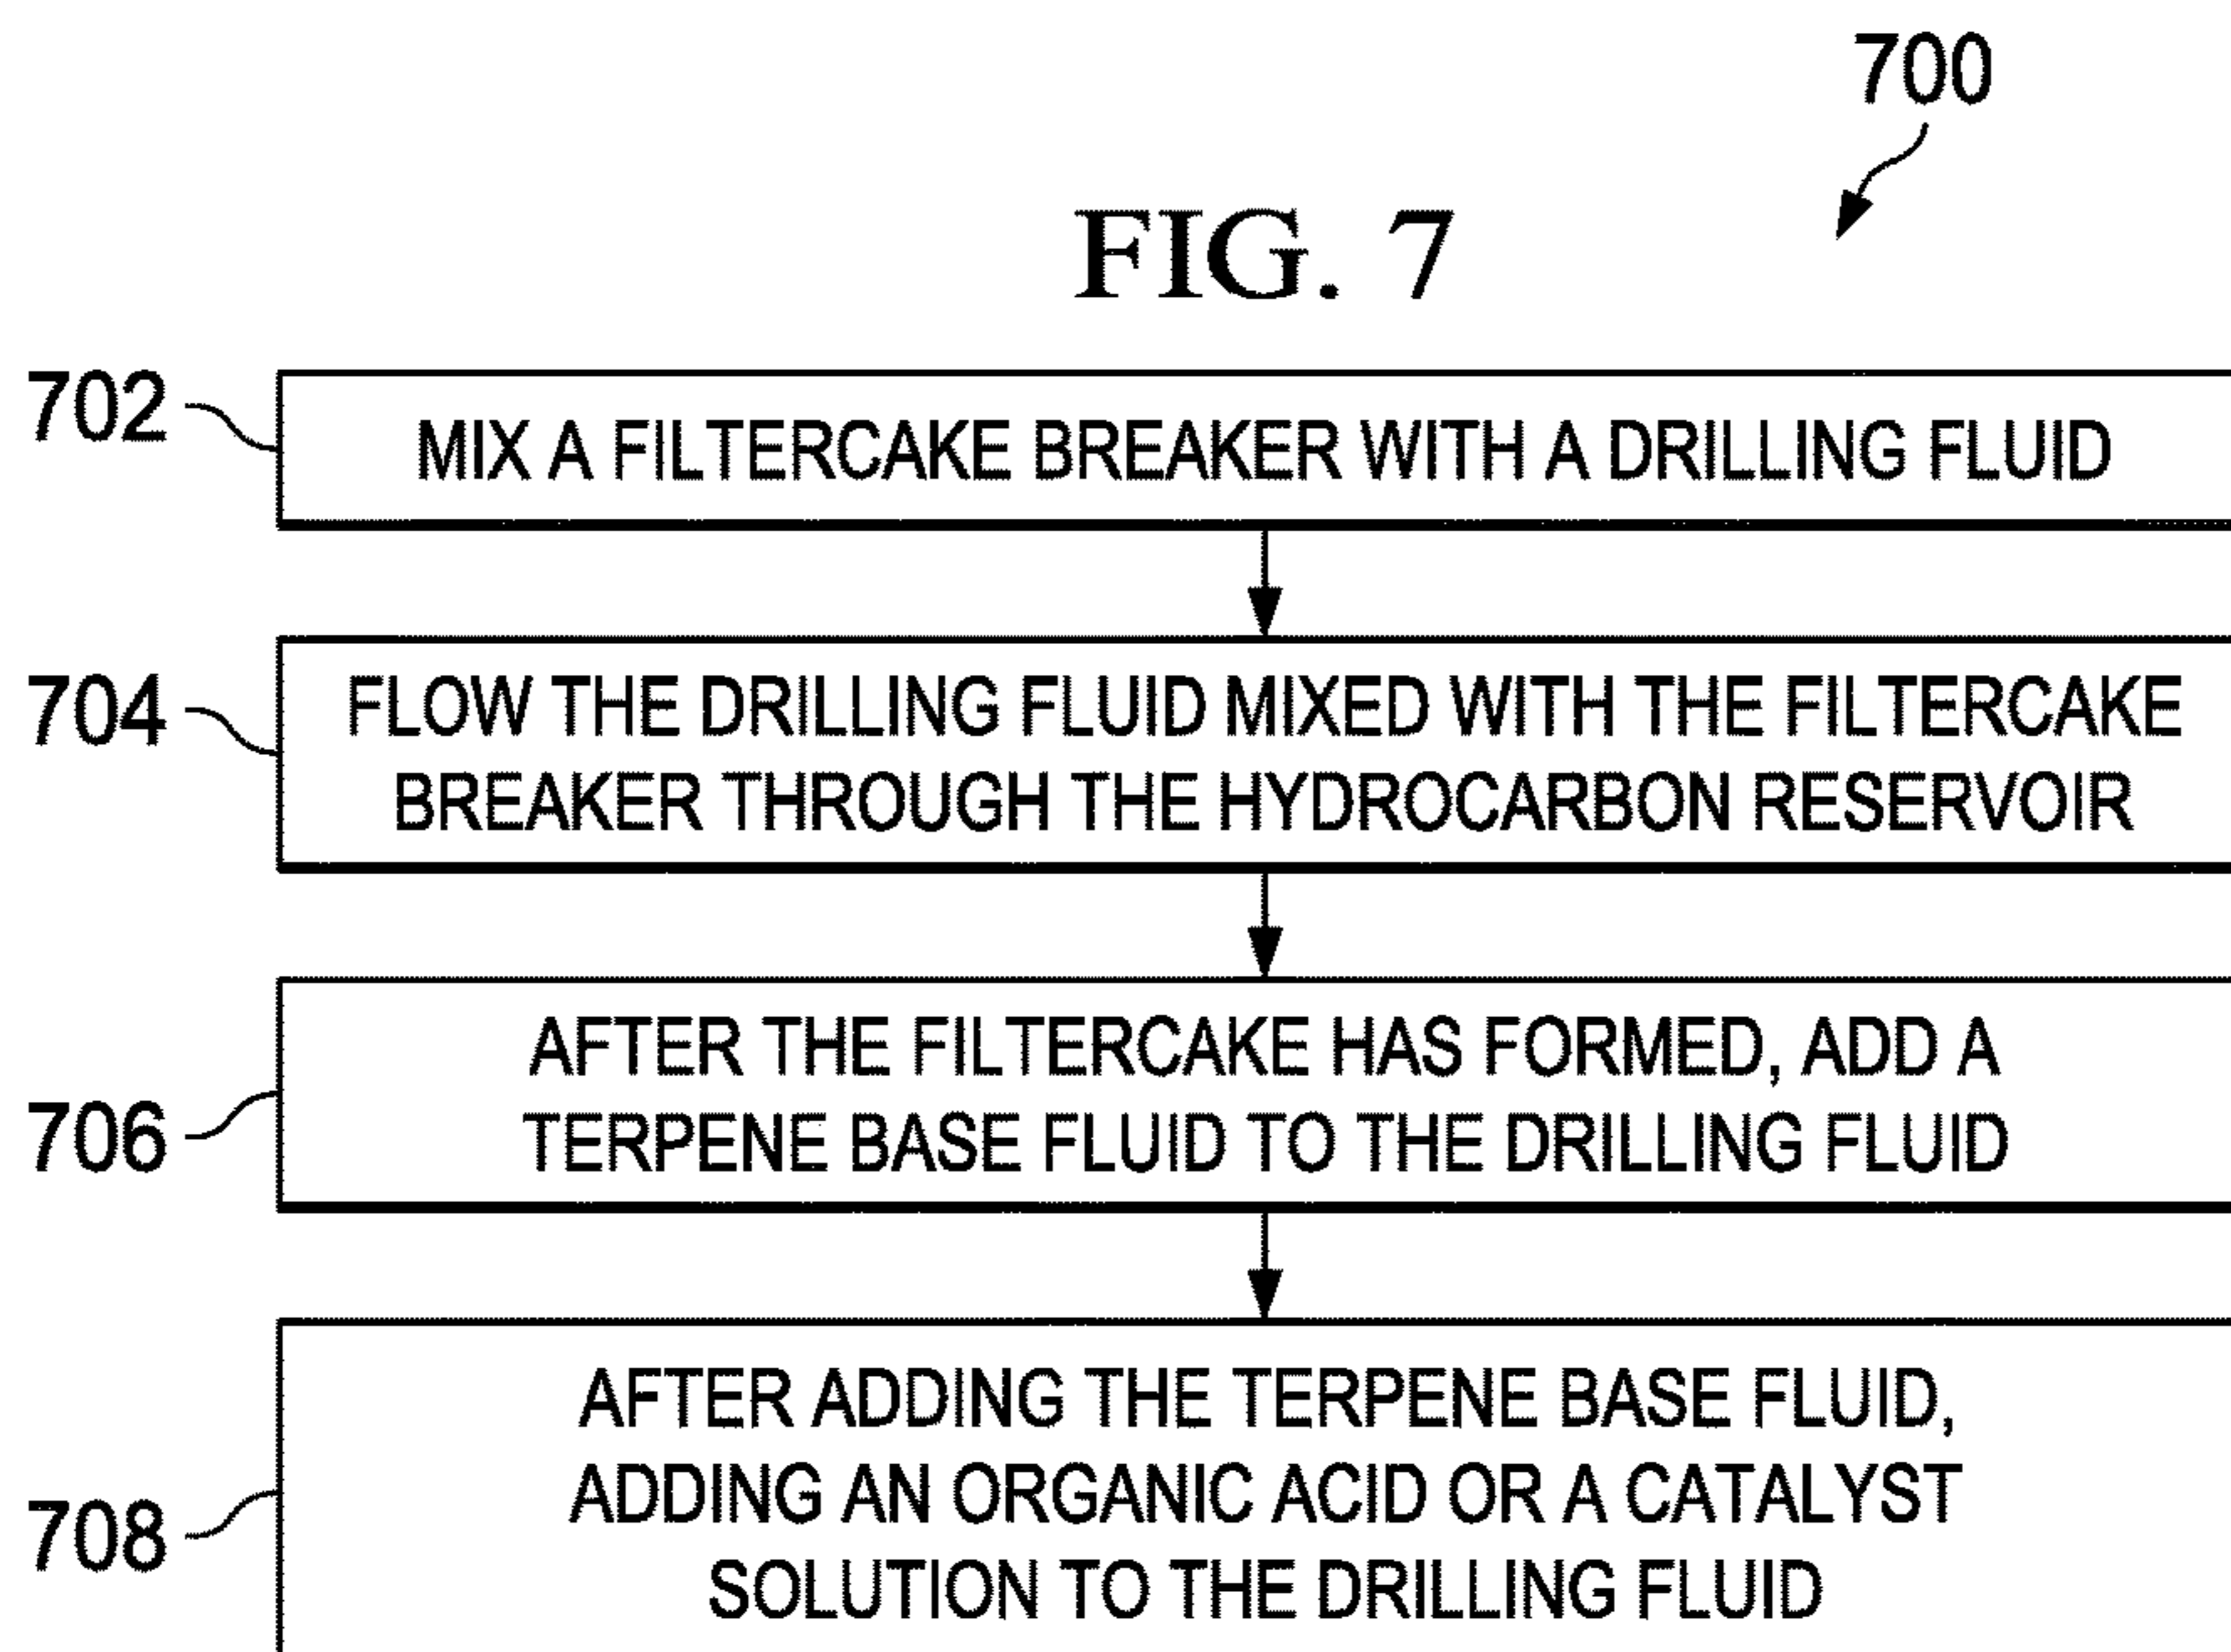 700
FIG. 7
702
MIX A FILTERCAKE BREAKER WITH A DRILLING FLUID
704
FLOW THE DRILLING FLUID MIXED WITH THE FILTERCAKE
BREAKER THROUGH THE HYDROCARBON RESERVOIR
706
AFTER THE FILTERCAKE HAS FORMED, ADD A
TERPENE BASE FLUID TO THE DRILLING FLUID
708
AFTER ADDING THE TERPENE BASE FLUID,
ADDING AN ORGANIC ACID OR A CATALYST
SOLUTION TO THE DRILLING FLUID